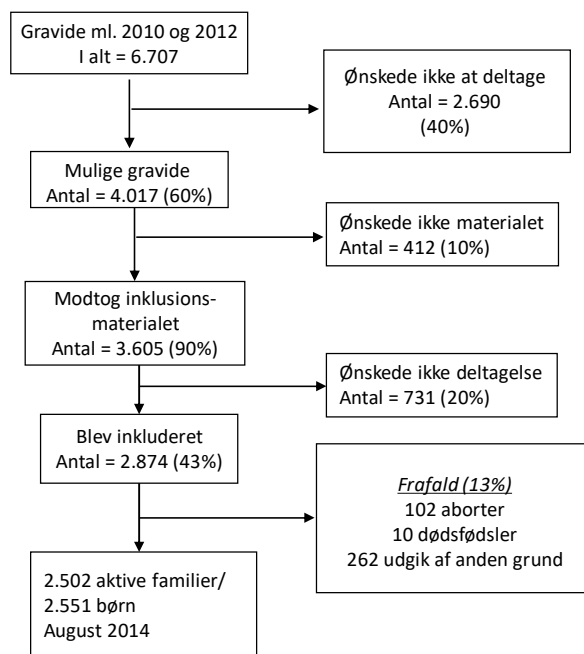 Gravide ml. 2010 og 2012
I alt = 6.707
Ønskede ikke at deltage
Antal = 2.690
(40%)
Mulige gravide
Antal = 4.017 (60%)
Ønskede ikke materialet
Antal = 412 (10%)
Modtog inklusions-
materialet
Antal = 3.605 (90%)
Ønskede ikke deltagelse
Antal = 731 (20%)
Blev inkluderet
Antal = 2.874 (43%)
Frafald (13%)
102 aborter
10 dødsfødsler
262 udgik af anden grund
2.502 aktive familier/
2.551 børn
August 2014